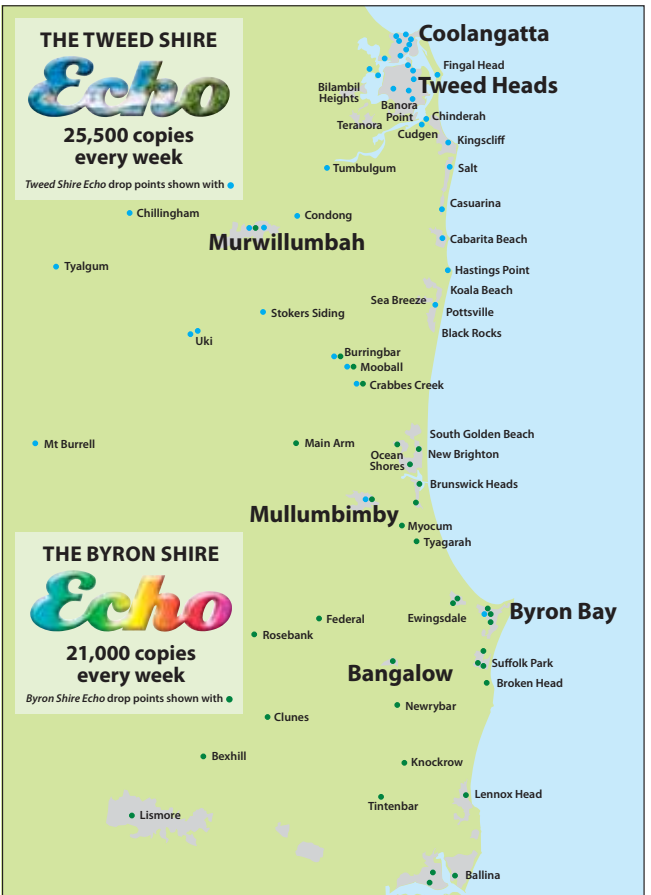 THE TWEED SHIRE
Echo
25,500 copies
every week
Tweed Shire Echo drop points shown with
Coolangatta
Fingal Head
Tweed Heads
Bilambil
Heights
Banora
Point
Chinderah
Teranora
Cudgen
Kingscliff
Tumbulgum
Salt
Casuarina
Chillingham
Condong
Murwillumbah
Cabarita Beach
Tyalgum
Hastings Point
Koala Beach
Sea Breeze
Pottsville
Stokers Siding
Black Rocks
Uki
Burringbar
Mooball
Crabbes Creek
South Golden Beach
Mt Burrell
Main Arm
Ocean
Shores
New Brighton
Brunswick Heads
Mullumbimby
Myocum
Tyagarah
THE BYRON SHIRE
Echo
21,000 copies
every week
Byron Shire Echo drop points shown with
Byron Bay
Ewingsdale
Federal
Rosebank
Suffolk Park
Bangalow
Broken Head
Newrybar
Clunes
Bexhill
Knockrow
Lennox Head
Tintenbar
Lismore
Ballina